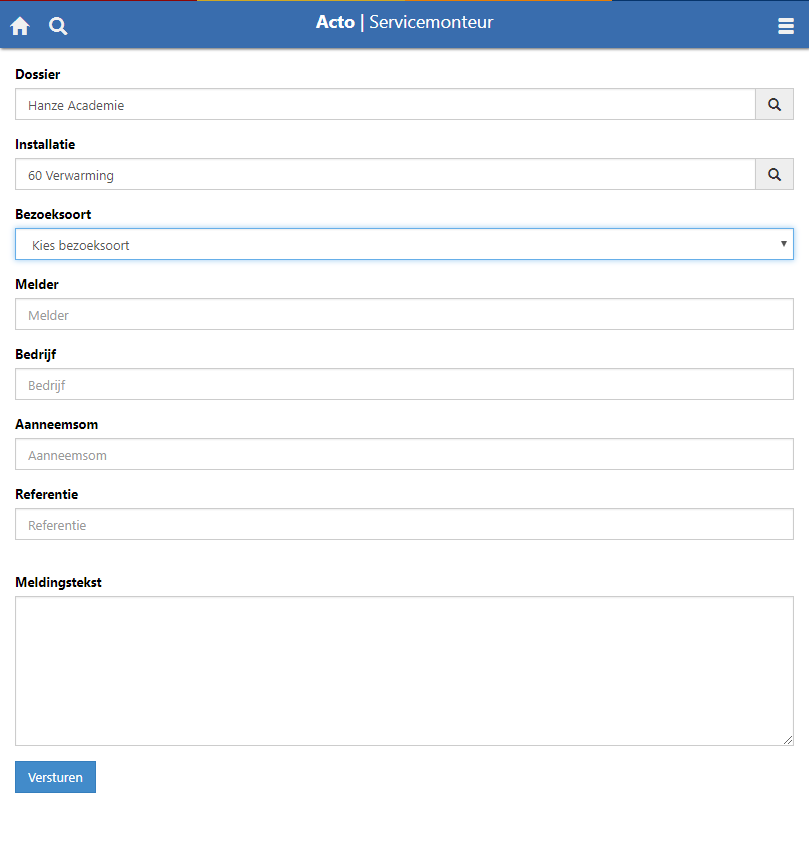 Acto | Servicemonteur
Dossier
Hanze Academie
Installatie
60 Verwarming
Bezoeksoort
Kies bezoeksoort
Melder
Melder
Bedrijf
Bedrijf
Aanneemsom
Aanneemsom
Referentie
Referentie
Meldingstekst
Versturen